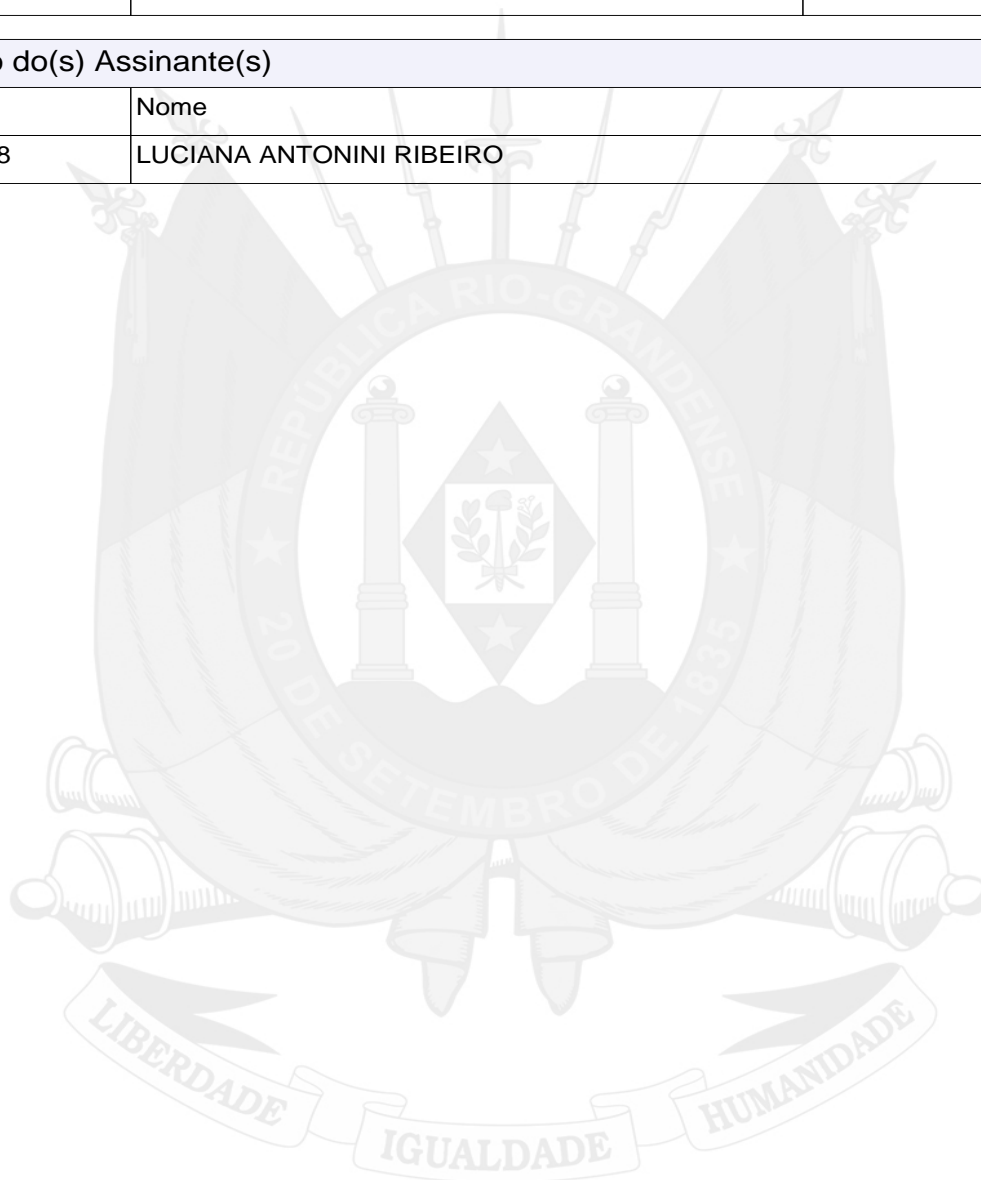 o do(s) Assinante(s)
Nome
8 LUCIANA ANTONINI RIBEIRO
REPÚBLICA RIO-GRANDENSE
20 DE SETEMBRO DE 1835
LIBERDADE IGUALDADE HUMANIDADE